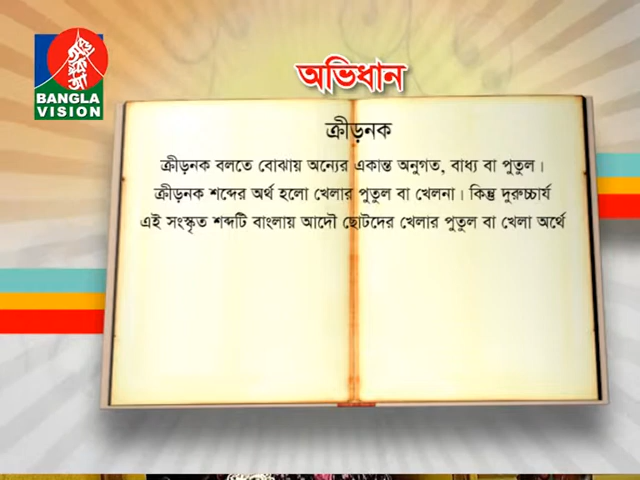 BANGLA
VISION
অভিধান
ক্রীড়নক
ক্রীড়নক বলতে বোঝায় অন্যের একান্ত অনুগত, বাধ্য বা পুতুল।
ক্রীড়নক শব্দের অর্থ হলো খেলার পুতুল বা খেলনা। কিন্তু দুরুচ্চার্য
এই সংস্কৃত শব্দটি বাংলায় আদৌ ছোটদের খেলার পুতুল বা খেলা অর্থে